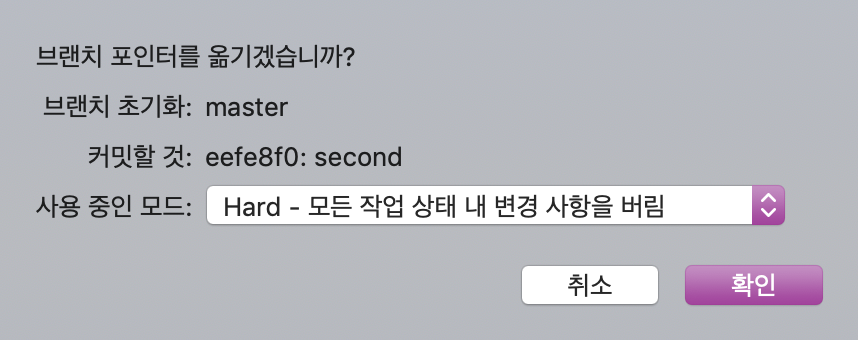 브랜치 포인터를 옮기겠습니까?
브랜치 초기화: master
커밋할 것: eefe8f0: second
사용 중인 모드: Hard - 모든 작업 상태 내 변경 사항을 버림
취소 확인